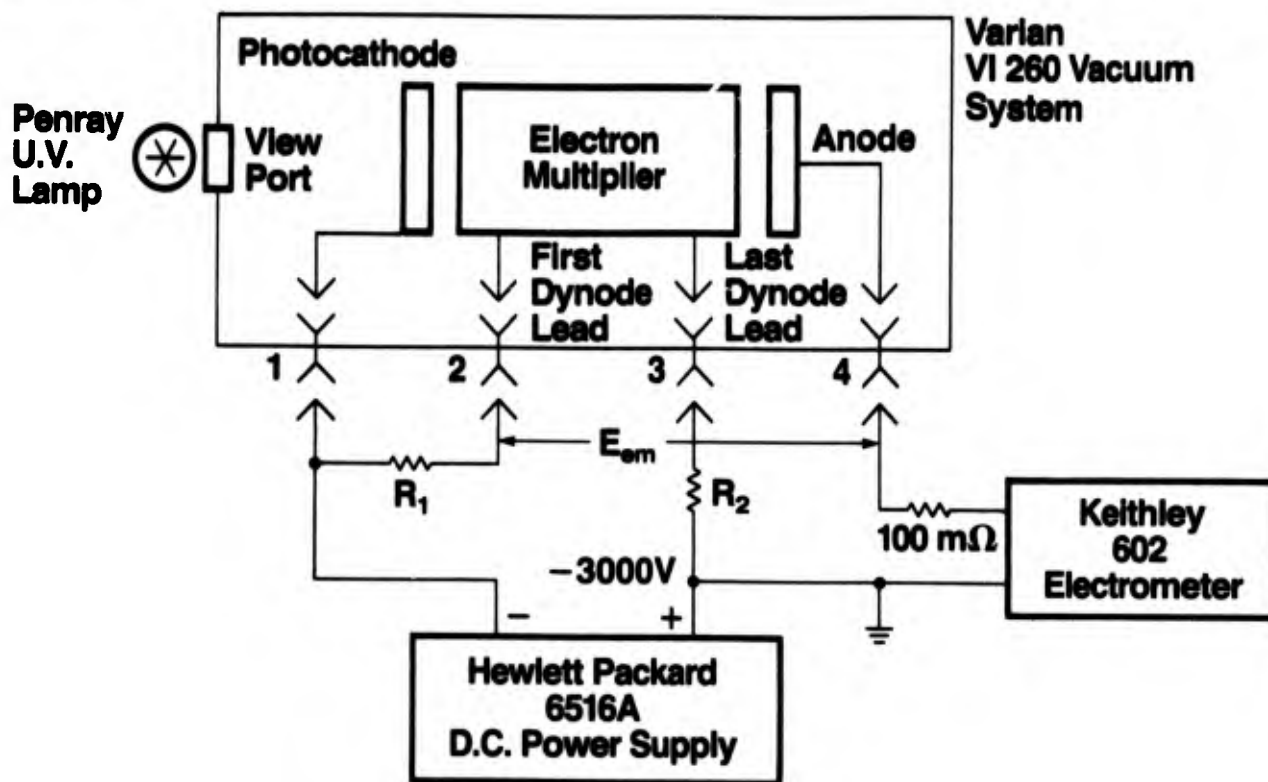 Varian
VI 260 Vacuum
System
Photocathode
Penray
U.V.
Lamp
View
Port
Electron
Multiplier
Anode
First
Dynode
Lead
Last
Dynode
Lead
1
2
3
4
E_em
R₁
R₂
100 mΩ
Keithley
602
Electrometer
−3000V
−
+
Hewlett Packard
6516A
D.C. Power Supply